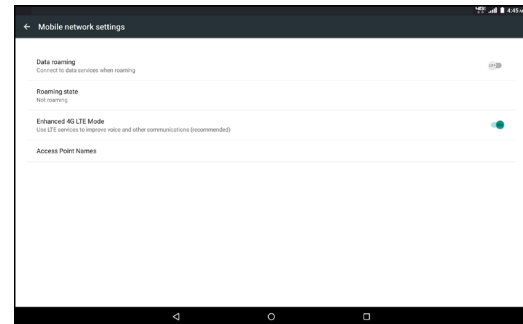 4:45
Mobile network settings
Data roaming
Connect to data services when roaming
OFF
Roaming state
Not roaming
Enhanced 4G LTE Mode
Use LTE services to improve voice and other communications (recommended)
Access Point Names